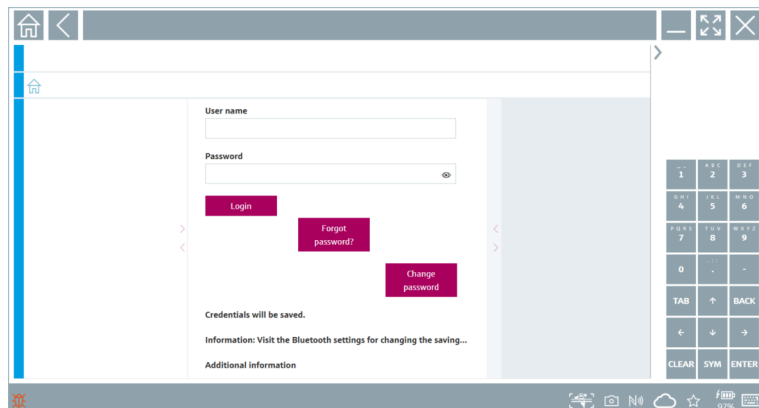 User name
Password
Login
Forgot
password?
Change
password
Credentials will be saved.
Information: Visit the Bluetooth settings for changing the saving...
Additional information
1
ABC
2
DEF
3
GHI
4
JKL
5
MNO
6
PQRS
7
TUV
8
WXYZ
9
0
.
-
TAB
BACK
CLEAR
SYM
ENTER
97%